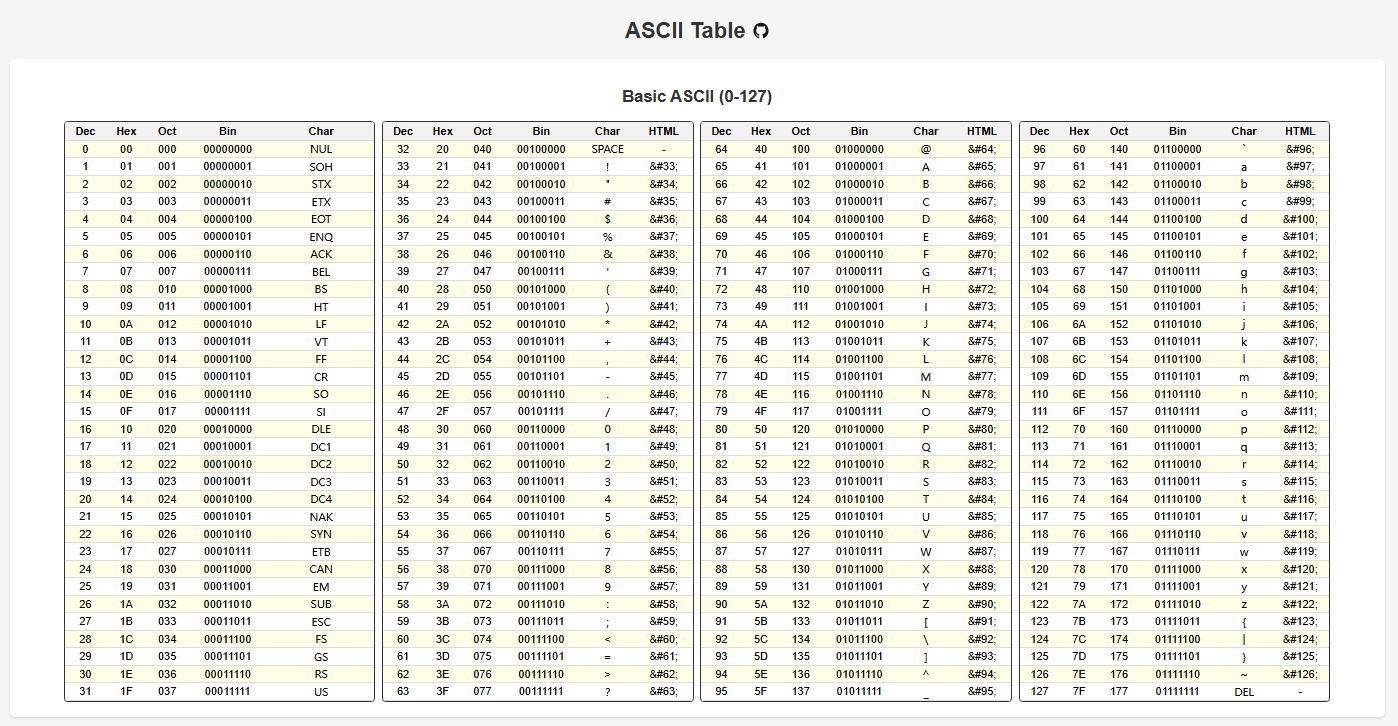 ASCII Table
Basic ASCII (0-127)
Dec Hex Oct Bin Char Dec Hex Oct Bin Char HTML Dec Hex Oct Bin Char HTML Dec Hex Oct Bin Char HTML
0 00 000 00000000 NUL 32 20 040 00100000 SPACE - 64 40 100 01000000 @ &#64; 96 60 140 01100000 ` &#96;
1 01 001 00000001 SOH 33 21 041 00100001 ! &#33; 65 41 101 01000001 A &#65; 97 61 141 01100001 a &#97;
2 02 002 00000010 STX 34 22 042 00100010 " &#34; 66 42 102 01000010 B &#66; 98 62 142 01100010 b &#98;
3 03 003 00000011 ETX 35 23 043 00100011 # &#35; 67 43 103 01000011 C &#67; 99 63 143 01100011 c &#99;
4 04 004 00000100 EOT 36 24 044 00100100 $ &#36; 68 44 104 01000100 D &#68; 100 64 144 01100100 d &#100;
5 05 005 00000101 ENQ 37 25 045 00100101 % &#37; 69 45 105 01000101 E &#69; 101 65 145 01100101 e &#101;
6 06 006 00000110 ACK 38 26 046 00100110 & &#38; 70 46 106 01000110 F &#70; 102 66 146 01100110 f &#102;
7 07 007 00000111 BEL 39 27 047 00100111 ' &#39; 71 47 107 01000111 G &#71; 103 67 147 01100111 g &#103;
8 08 010 00001000 BS 40 28 050 00101000 ( &#40; 72 48 110 01001000 H &#72; 104 68 150 01101000 h &#104;
9 09 011 00001001 HT 41 29 051 00101001 ) &#41; 73 49 111 01001001 I &#73; 105 69 151 01101001 i &#105;
10 0A 012 00001010 LF 42 2A 052 00101010 * &#42; 74 4A 112 01001010 J &#74; 106 6A 152 01101010 j &#106;
11 0B 013 00001011 VT 43 2B 053 00101011 + &#43; 75 4B 113 01001011 K &#75; 107 6B 153 01101011 k &#107;
12 0C 014 00001100 FF 44 2C 054 00101100 , &#44; 76 4C 114 01001100 L &#76; 108 6C 154 01101100 l &#108;
13 0D 015 00001101 CR 45 2D 055 00101101 - &#45; 77 4D 115 01001101 M &#77; 109 6D 155 01101101 m &#109;
14 0E 016 00001110 SO 46 2E 056 00101110 . &#46; 78 4E 116 01001110 N &#78; 110 6E 156 01101110 n &#110;
15 0F 017 00001111 SI 47 2F 057 00101111 / &#47; 79 4F 117 01001111 O &#79; 111 6F 157 01101111 o &#111;
16 10 020 00010000 DLE 48 30 060 00110000 0 &#48; 80 50 120 01010000 P &#80; 112 70 160 01110000 p &#112;
17 11 021 00010001 DC1 49 31 061 00110001 1 &#49; 81 51 121 01010001 Q &#81; 113 71 161 01110001 q &#113;
18 12 022 00010010 DC2 50 32 062 00110010 2 &#50; 82 52 122 01010010 R &#82; 114 72 162 01110010 r &#114;
19 13 023 00010011 DC3 51 33 063 00110011 3 &#51; 83 53 123 01010011 S &#83; 115 73 163 01110011 s &#115;
20 14 024 00010100 DC4 52 34 064 00110100 4 &#52; 84 54 124 01010100 T &#84; 116 74 164 01110100 t &#116;
21 15 025 00010101 NAK 53 35 065 00110101 5 &#53; 85 55 125 01010101 U &#85; 117 75 165 01110101 u &#117;
22 16 026 00010110 SYN 54 36 066 00110110 6 &#54; 86 56 126 01010110 V &#86; 118 76 166 01110110 v &#118;
23 17 027 00010111 ETB 55 37 067 00110111 7 &#55; 87 57 127 01010111 W &#87; 119 77 167 01110111 w &#119;
24 18 030 00011000 CAN 56 38 070 00111000 8 &#56; 88 58 130 01011000 X &#88; 120 78 170 01111000 x &#120;
25 19 031 00011001 EM 57 39 071 00111001 9 &#57; 89 59 131 01011001 Y &#89; 121 79 171 01111001 y &#121;
26 1A 032 00011010 SUB 58 3A 072 00111010 : &#58; 90 5A 132 01011010 Z &#90; 122 7A 172 01111010 z &#122;
27 1B 033 00011011 ESC 59 3B 073 00111011 ; &#59; 91 5B 133 01011011 [ &#91; 123 7B 173 01111011 { &#123;
28 1C 034 00011100 FS 60 3C 074 00111100 < &#60; 92 5C 134 01011100 \ &#92; 124 7C 174 01111100 | &#124;
29 1D 035 00011101 GS 61 3D 075 00111101 = &#61; 93 5D 135 01011101 ] &#93; 125 7D 175 01111101 } &#125;
30 1E 036 00011110 RS 62 3E 076 00111110 > &#62; 94 5E 136 01011110 ^ &#94; 126 7E 176 01111110 ~ &#126;
31 1F 037 00011111 US 63 3F 077 00111111 ? &#63; 95 5F 137 01011111 _ &#95; 127 7F 177 01111111 DEL -